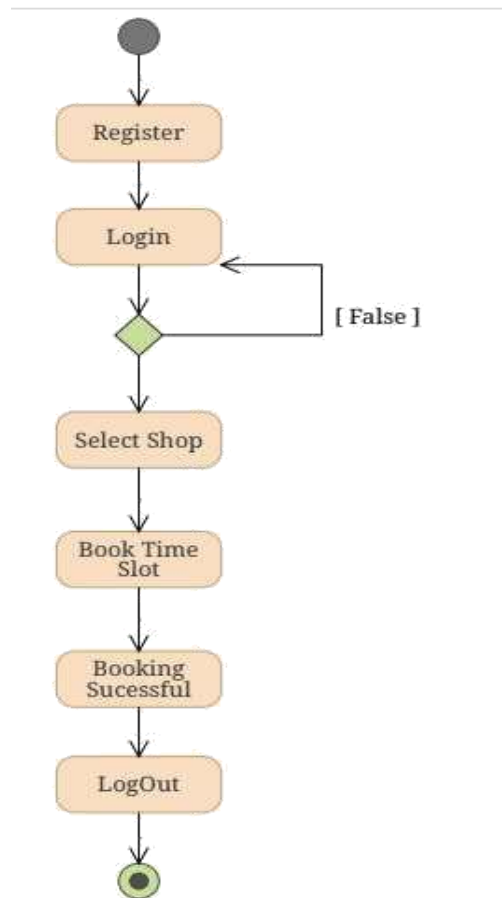 Register
Login
[ False ]
Select Shop
Book Time
Slot
Booking
Sucessful
LogOut